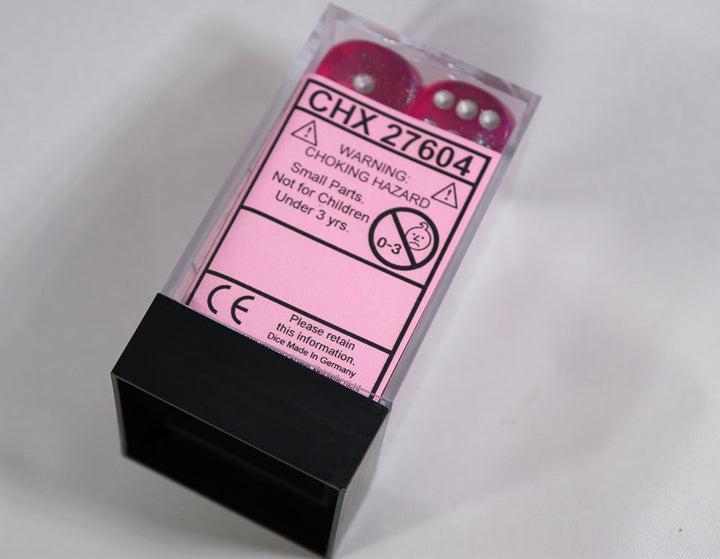 CHX 27604
WARNING:
CHOKING HAZARD
Small Parts.
Not for Children
Under 3 yrs.
0-3
CE
Please retain
this information.
Dice Made In Germany